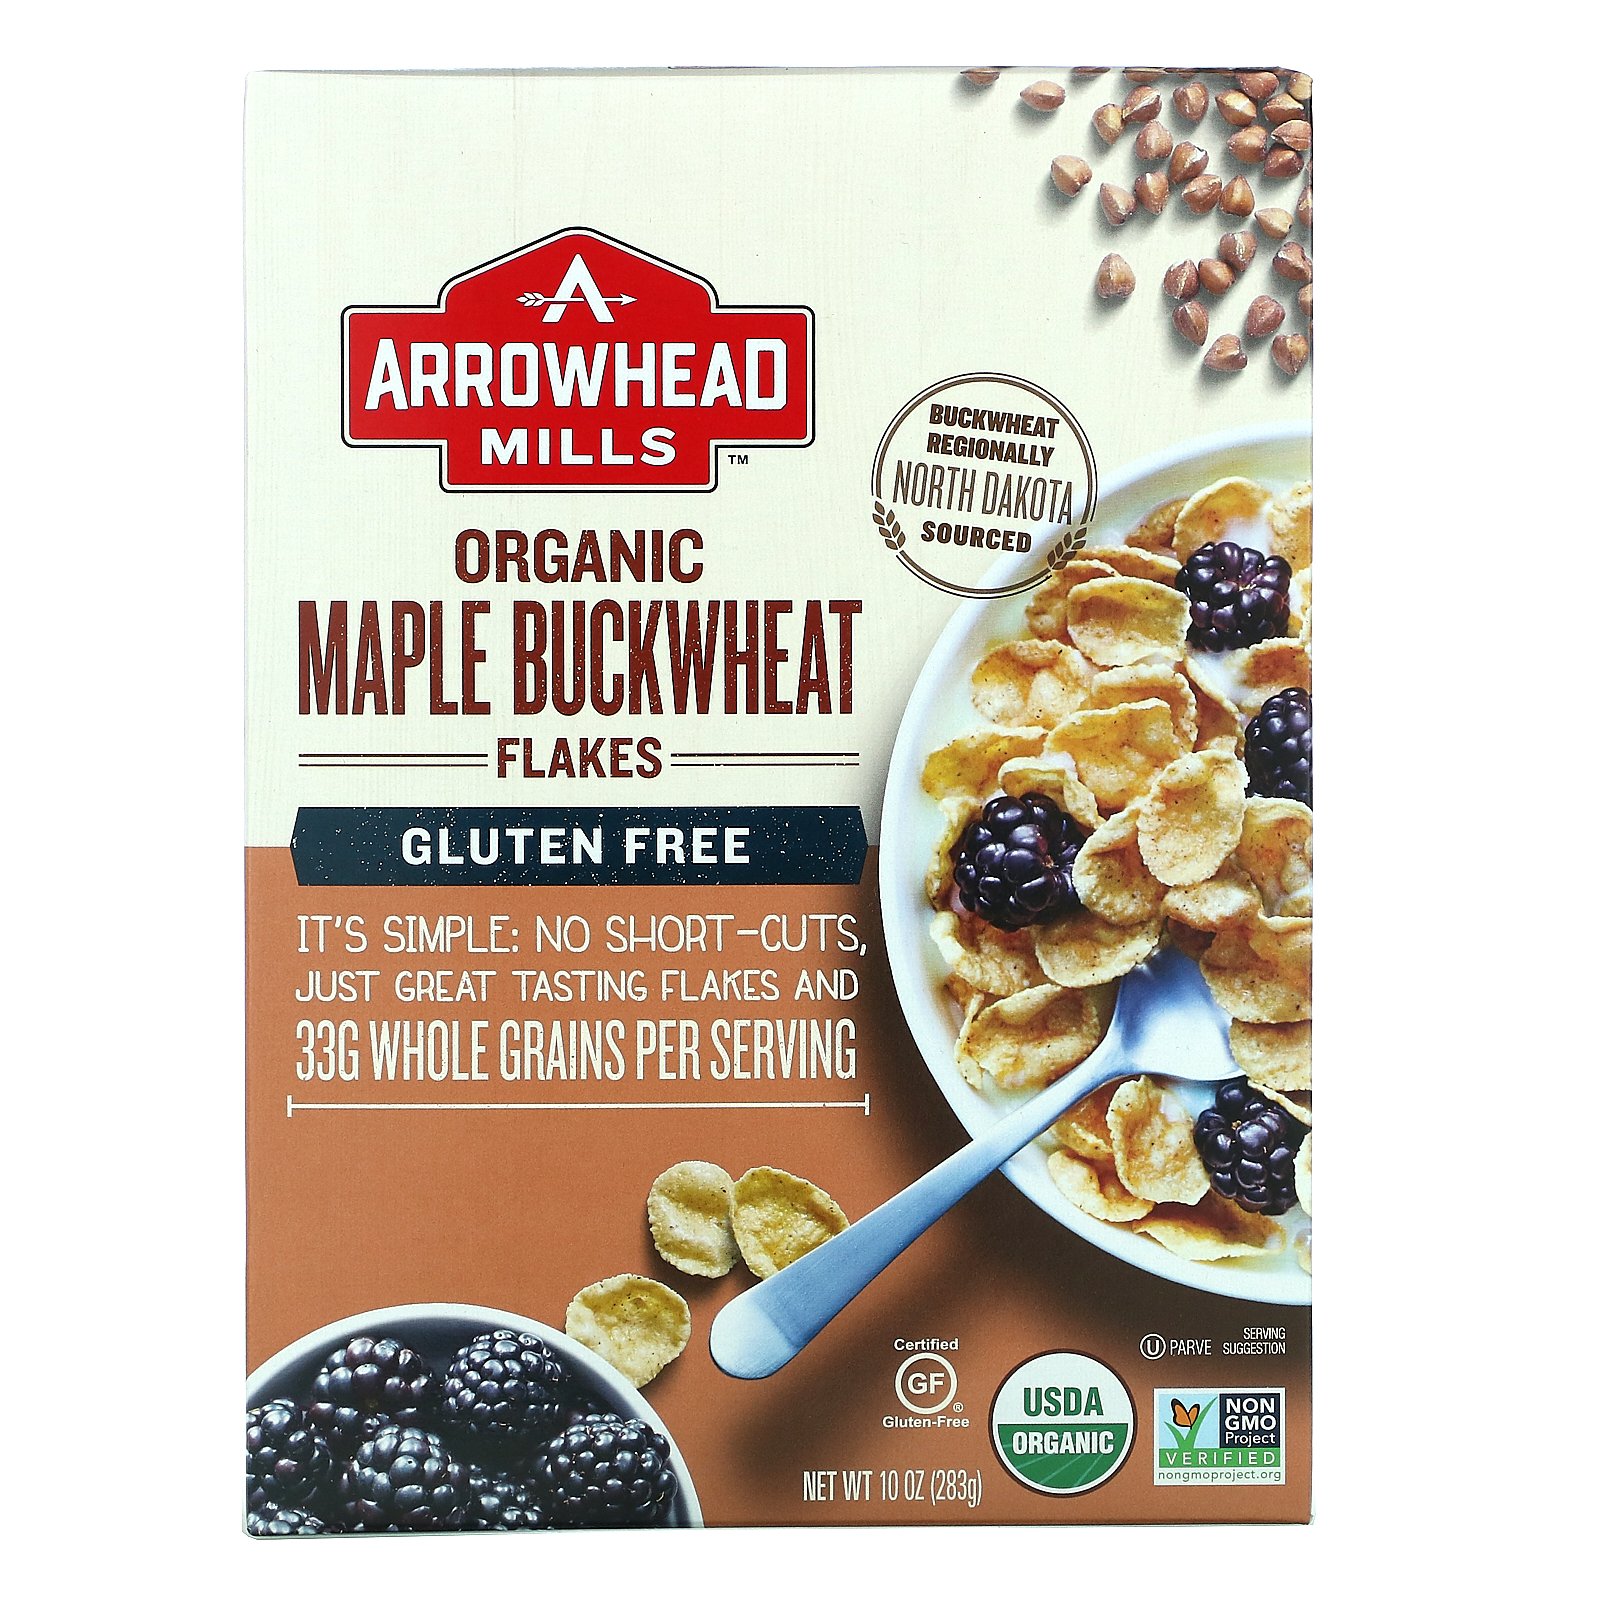 A
ARROWHEAD
MILLS
™
BUCKWHEAT
REGIONALLY
NORTH DAKOTA
SOURCED
ORGANIC
MAPLE BUCKWHEAT
FLAKES
GLUTEN FREE
IT'S SIMPLE: NO SHORT-CUTS,
JUST GREAT TASTING FLAKES AND
33G WHOLE GRAINS PER SERVING
Certified
GF
®
Gluten-Free
USDA
ORGANIC
U PARVE
SERVING
SUGGESTION
NON
GMO
Project
VERIFIED
nongmoproject.org
NET WT 10 OZ (283g)